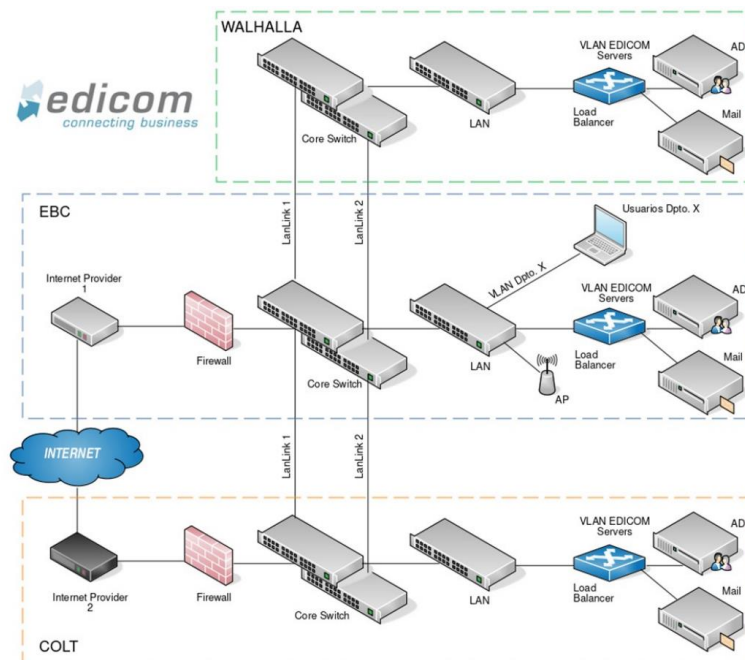 WALHALLA
edicom
connecting business
VLAN EDICOM
Servers
AD
Mail
Core Switch
LAN
Load
Balancer
LanLink 1
LanLink 2
EBC
Internet Provider
1
Firewall
Core Switch
LAN
VLAN Dpto. X
Usuarios Dpto. X
AP
VLAN EDICOM
Servers
Load
Balancer
AD
Mail
INTERNET
LanLink 1
LanLink 2
Internet Provider
2
Firewall
Core Switch
LAN
VLAN EDICOM
Servers
Load
Balancer
AD
Mail
COLT